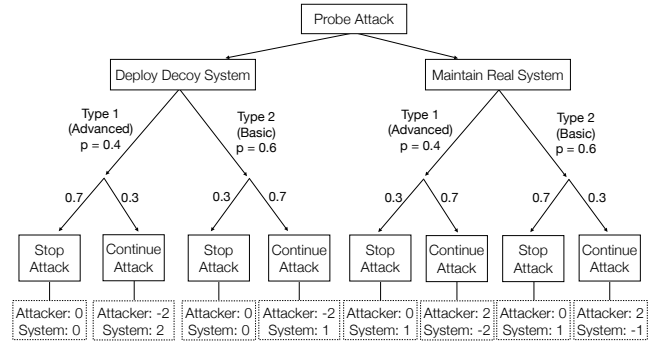 Probe Attack
Deploy Decoy System
Maintain Real System
Type 1
(Advanced)
p = 0.4
Type 2
(Basic)
p = 0.6
Type 1
(Advanced)
p = 0.4
Type 2
(Basic)
p = 0.6
0.7
0.3
0.3
0.7
0.3
0.7
0.7
0.3
Stop
Attack
Continue
Attack
Stop
Attack
Continue
Attack
Stop
Attack
Continue
Attack
Stop
Attack
Continue
Attack
Attacker: 0
System: 0
Attacker: -2
System: 2
Attacker: 0
System: 0
Attacker: -2
System: 1
Attacker: 0
System: 1
Attacker: 2
System: -2
Attacker: 0
System: 1
Attacker: 2
System: -1